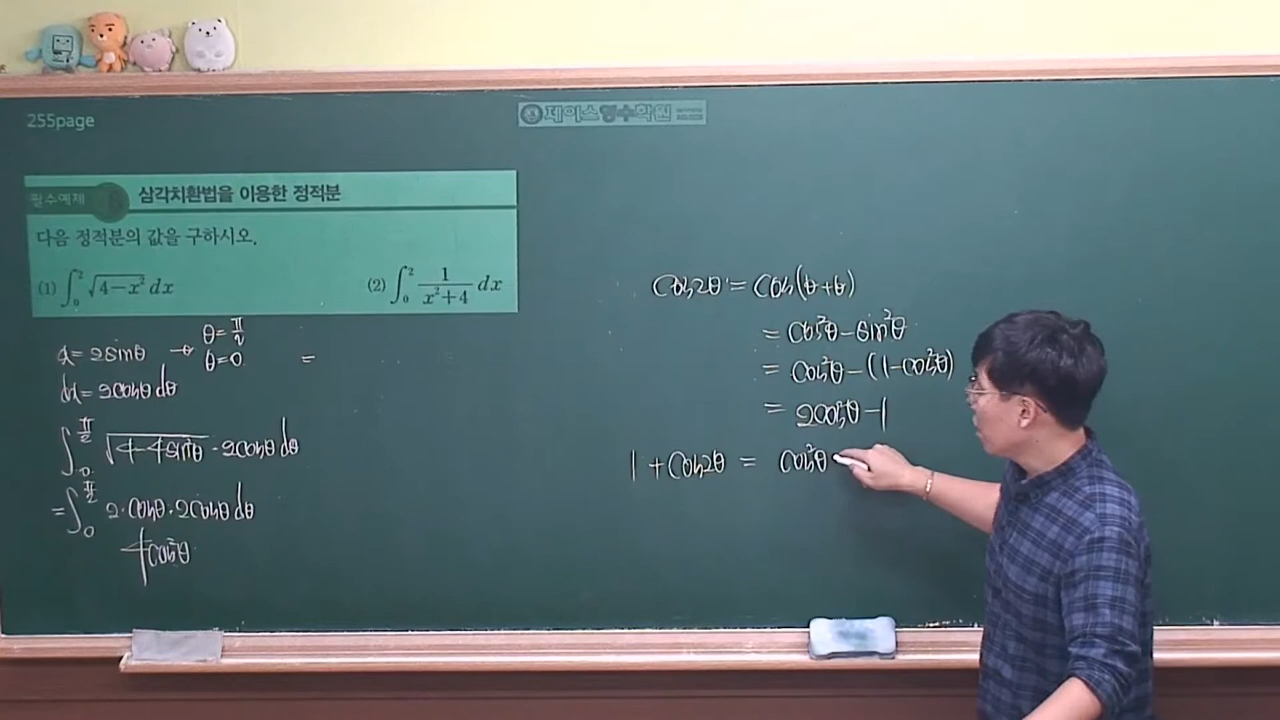 255page
제이스영수학원
필수예제 6 삼각치환법을 이용한 정적분
다음 정적분의 값을 구하시오.
(1) ∫₀² √(4−x²) dx (2) ∫₀² 1/(x²+4) dx
x = 2sinθ → θ = π/2
θ = 0 =
dx = 2cosθ dθ
∫₀^(π/2) √(4−4sin²θ) · 2cosθ dθ
= ∫₀^(π/2) 2·cosθ·2cosθ dθ
4cos²θ
cos2θ = cos(θ+θ)
= cos²θ − sin²θ
= cos²θ − (1−cos²θ)
= 2cos²θ − 1
1 + cos2θ = cos²θ